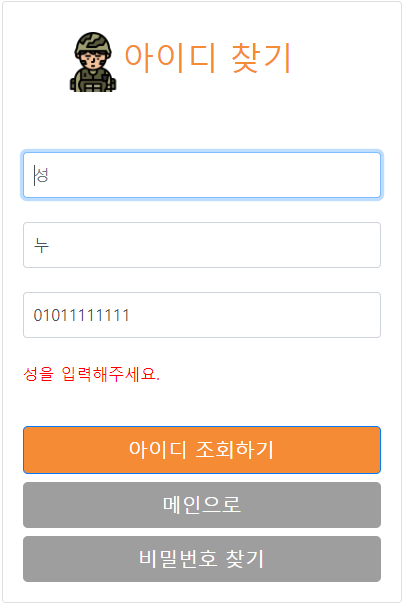 아이디 찾기
성
누
01011111111
성을 입력해주세요.
아이디 조회하기
메인으로
비밀번호 찾기